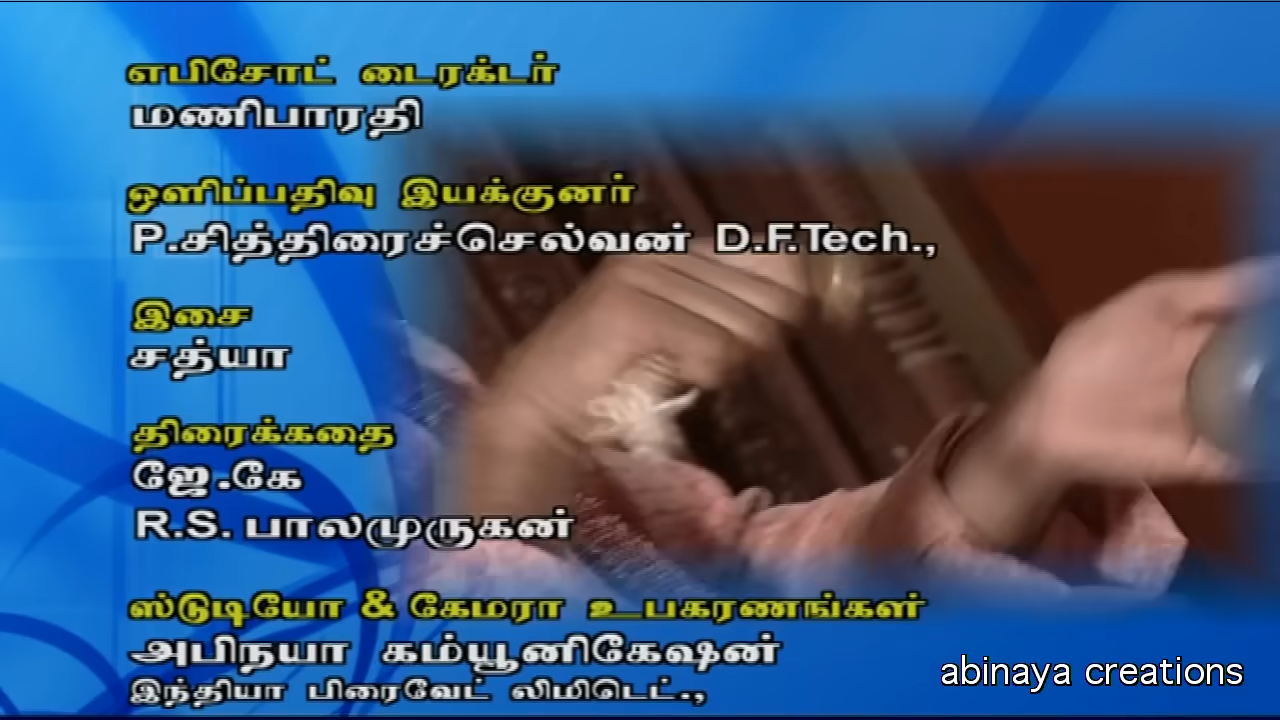 எபிசோட் டைரக்டர்
மணிபாரதி
ஒளிப்பதிவு இயக்குனர்
P.சித்திரைச்செல்வன் D.F.Tech.,
இசை
சத்யா
திரைக்கதை
ஜே.கே
R.S. பாலமுருகன்
ஸ்டுடியோ & கேமரா உபகரணங்கள்
அபிநயா கம்யூனிகேஷன்
இந்தியா பிரைவேட் லிமிடெட்.,
abinaya creations